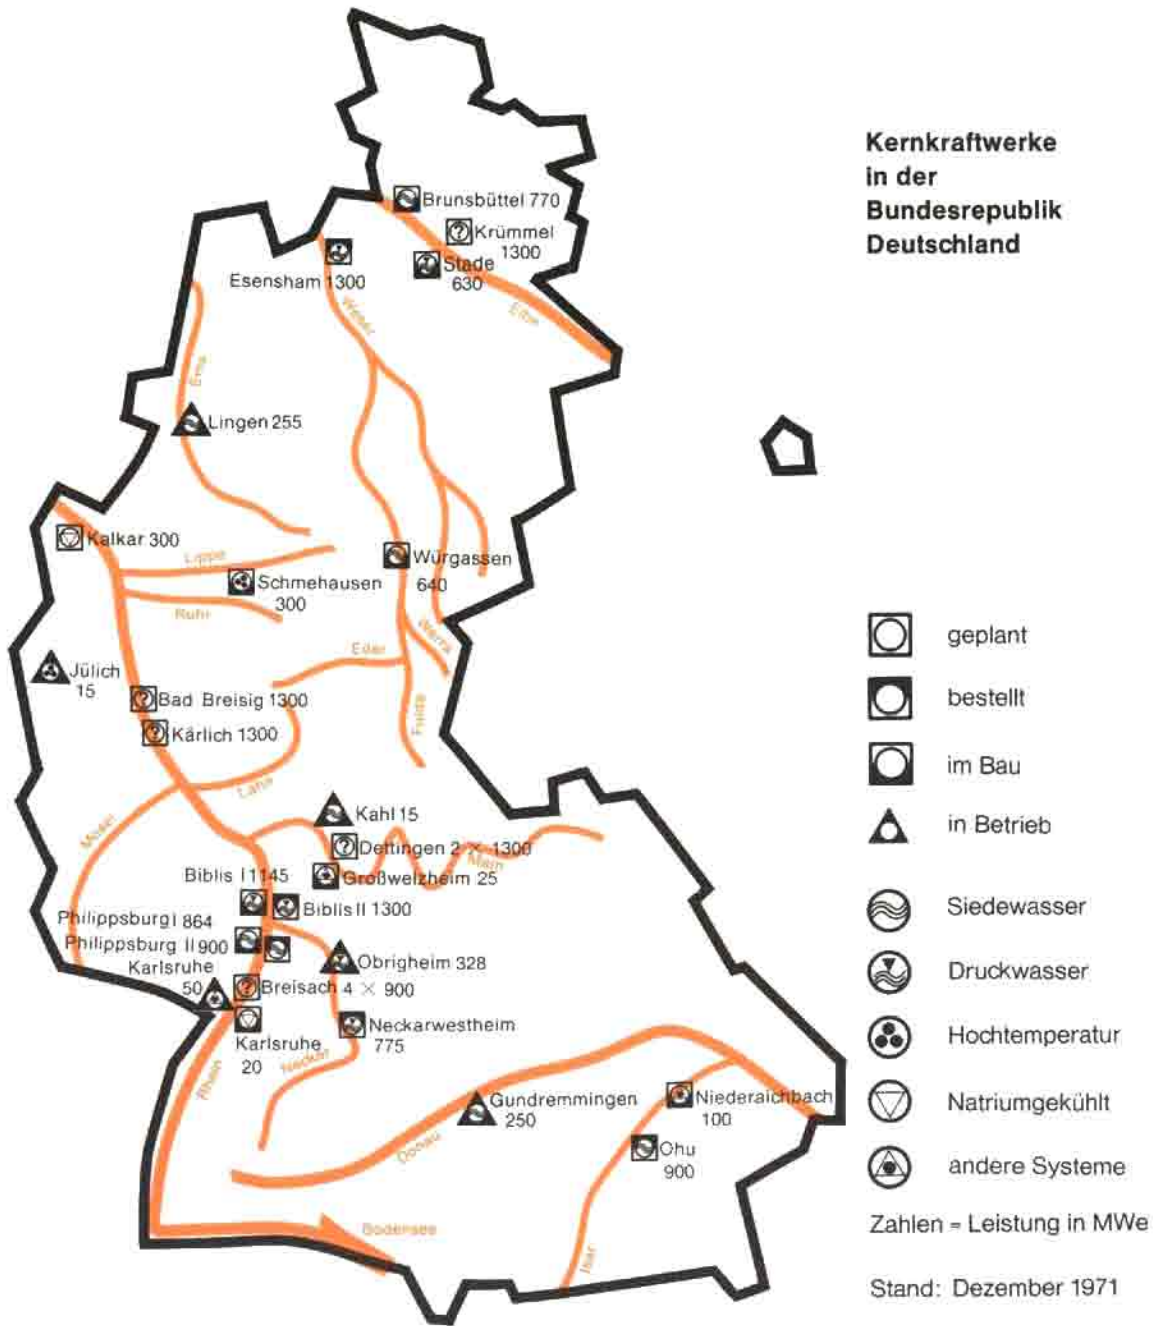 Kernkraftwerke
in der
Bundesrepublik
Deutschland
Brunsbüttel 770
Krümmel
1300
Stade
630
Esensham 1300
Weser
Elbe
Ems
Lingen 255
Kalkar 300
Lippe
Würgassen
640
Schmehausen
300
Ruhr
Werra
Eder
Jülich
15
Bad Breisig 1300
Fulda
Kärlich 1300
Lahn
Mosel
Kahl 15
Dettingen 2 × 1300
Main
Biblis I 1145
Großwelzheim 25
Biblis II 1300
Philippsburg I 864
Philippsburg II 900
Obrigheim 328
Karlsruhe
50
Breisach 4 × 900
Neckarwestheim
775
Karlsruhe
20
Neckar
Rhein
Gundremmingen
250
Niederaichbach
100
Donau
Ohu
900
Bodensee
Isar
geplant
bestellt
im Bau
in Betrieb
Siedewasser
Druckwasser
Hochtemperatur
Natriumgekühlt
andere Systeme
Zahlen = Leistung in MWe
Stand: Dezember 1971